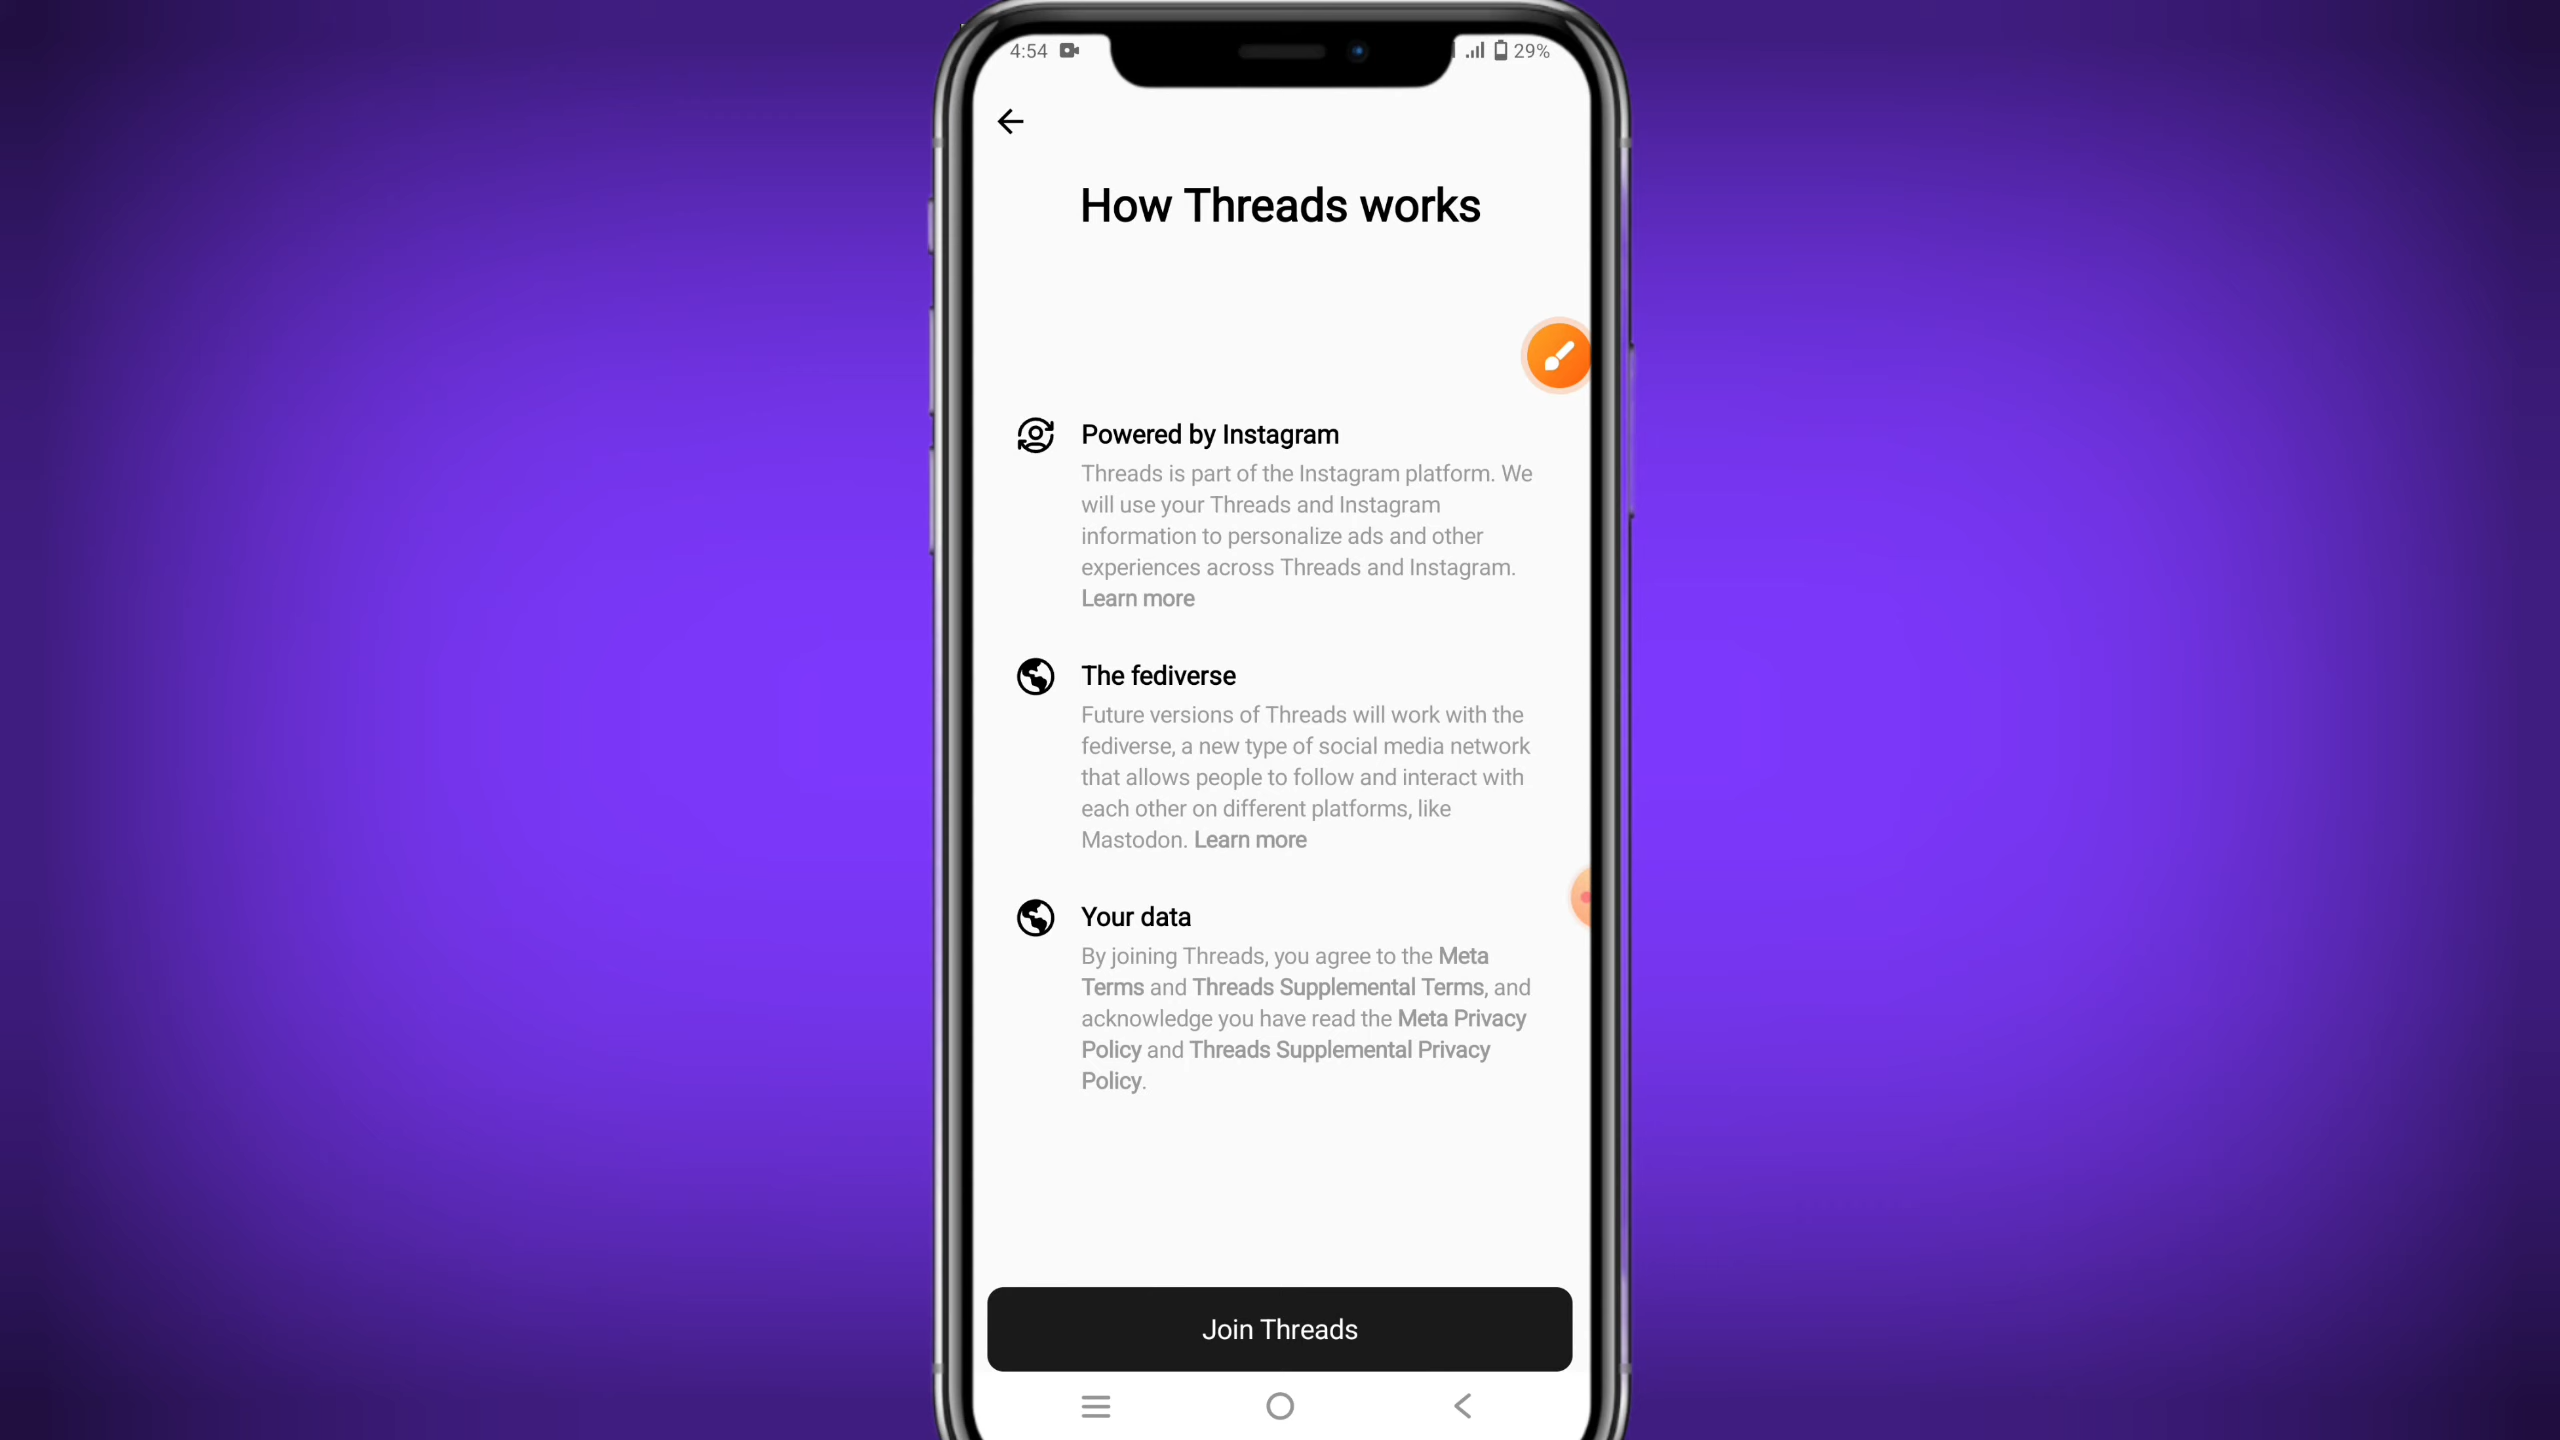 4:54
29%
How Threads works
Powered by Instagram
Threads is part of the Instagram platform. We
will use your Threads and Instagram
information to personalize ads and other
experiences across Threads and Instagram.
Learn more
The fediverse
Future versions of Threads will work with the
fediverse, a new type of social media network
that allows people to follow and interact with
each other on different platforms, like
Mastodon. Learn more
Your data
By joining Threads, you agree to the Meta
Terms and Threads Supplemental Terms, and
acknowledge you have read the Meta Privacy
Policy and Threads Supplemental Privacy
Policy.
Join Threads